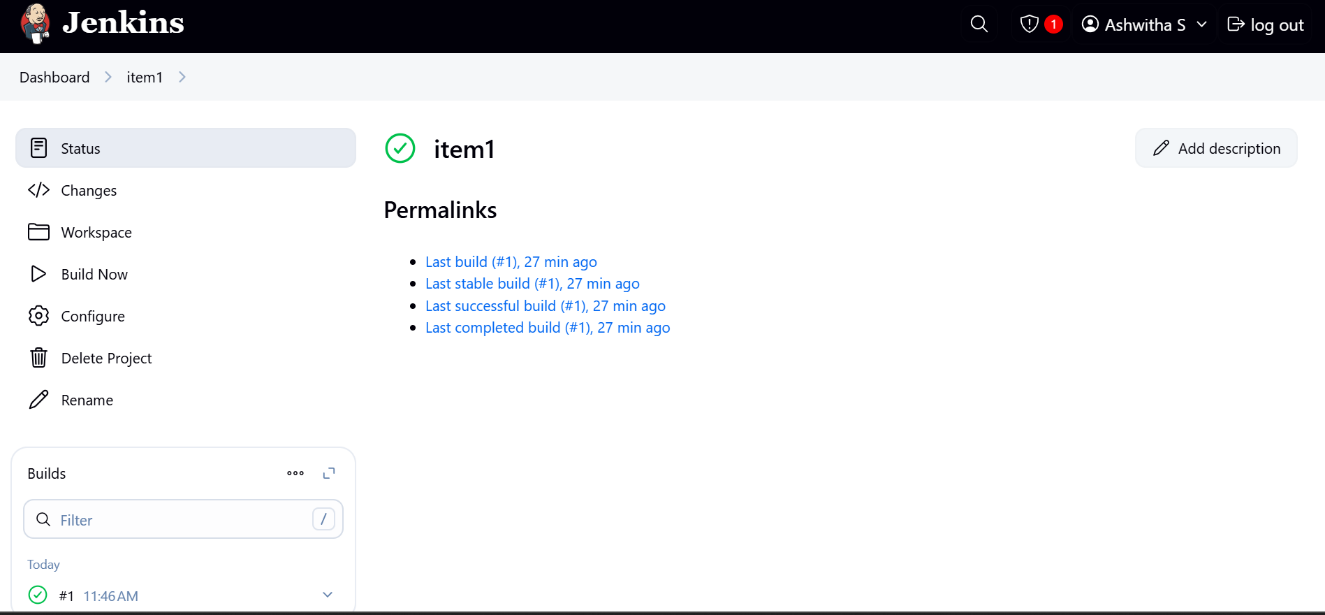 Jenkins
1
Ashwitha S
log out
Dashboard
item1
Status
Changes
Workspace
Build Now
Configure
Delete Project
Rename
Builds
Filter
/
Today
#1 11:46 AM
item1
Add description
Permalinks
Last build (#1), 27 min ago
Last stable build (#1), 27 min ago
Last successful build (#1), 27 min ago
Last completed build (#1), 27 min ago